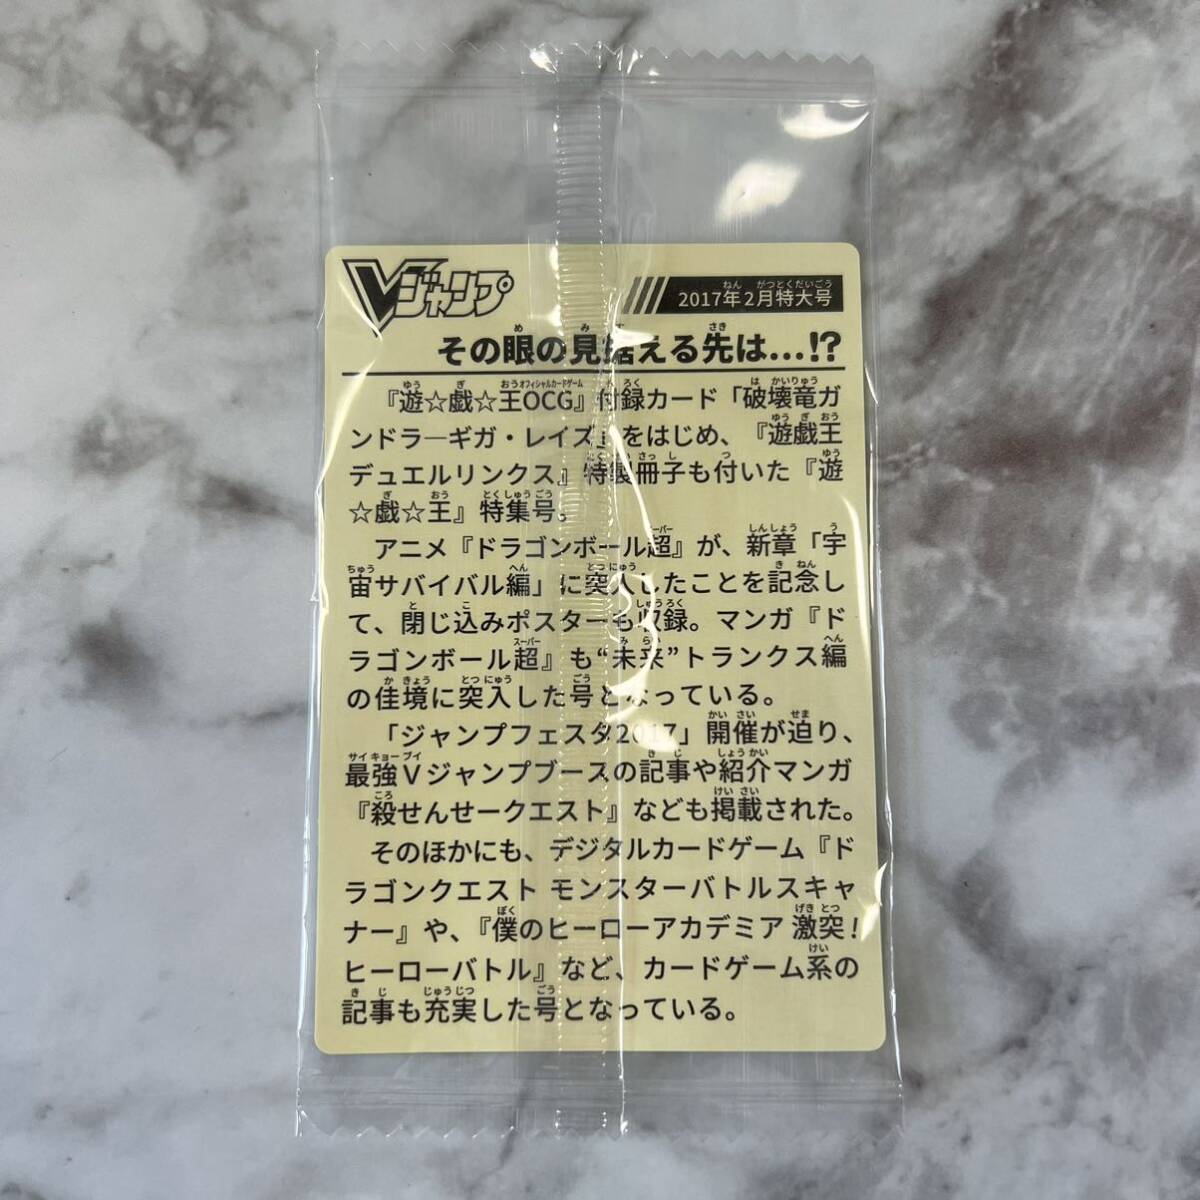 Vジャンプ
2017年2月特大号
その眼の見据える先は…!?
『遊☆戯☆王OCG』付録カード「破壊竜ガ
ンドラ―ギガ・レイズ」をはじめ、『遊戯王
デュエルリンクス』特製冊子も付いた『遊
☆戯☆王』特集号。
アニメ『ドラゴンボール超』が、新章「宇
宙サバイバル編」に突入したことを記念し
て、閉じ込みポスターも収録。マンガ『ド
ラゴンボール超』も“未来”トランクス編
の佳境に突入した号となっている。
「ジャンプフェスタ2017」開催が迫り、
最強Vジャンプブースの記事や紹介マンガ
『殺せんせークエスト』なども掲載された。
そのほかにも、デジタルカードゲーム『ド
ラゴンクエスト モンスターバトルスキャ
ナー』や、『僕のヒーローアカデミア 激突!
ヒーローバトル』など、カードゲーム系の
記事も充実した号となっている。